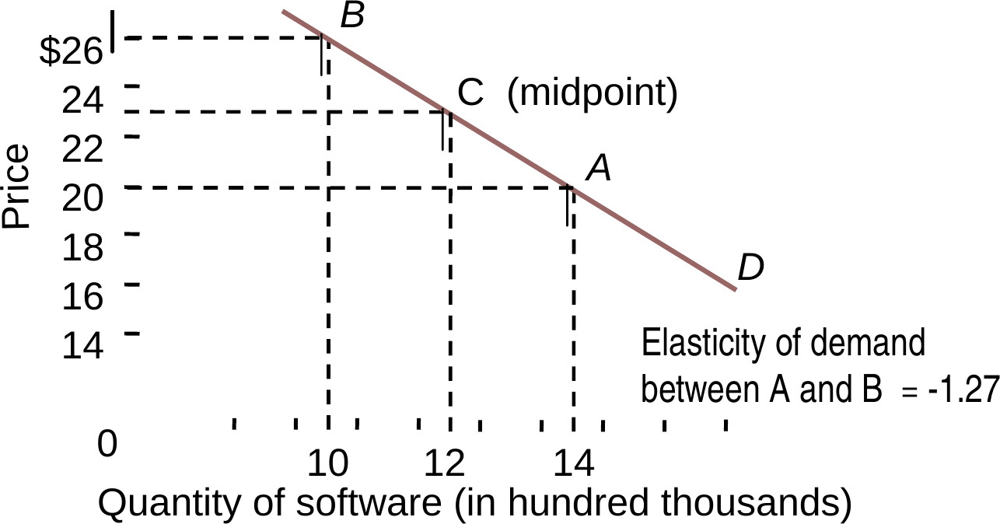 B
$26
C (midpoint)
24
22
A
20
Price
18
D
16
14
Elasticity of demand
between A and B = -1.27
0
10 12 14
Quantity of software (in hundred thousands)